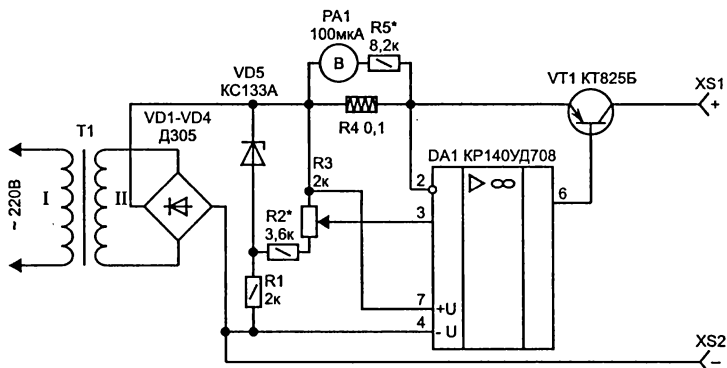 PA1
100мкА
В
R5*
8,2к
VD5
КС133А
VT1 КТ825Б
XS1
+
VD1-VD4
Д305
T1
R4 0,1
DA1 КР140УД708
R3
2к
2
▷ ∞
6
~ 220В
I
II
R2*
3,6к
3
R1
2к
7
+U
4
- U
XS2
–